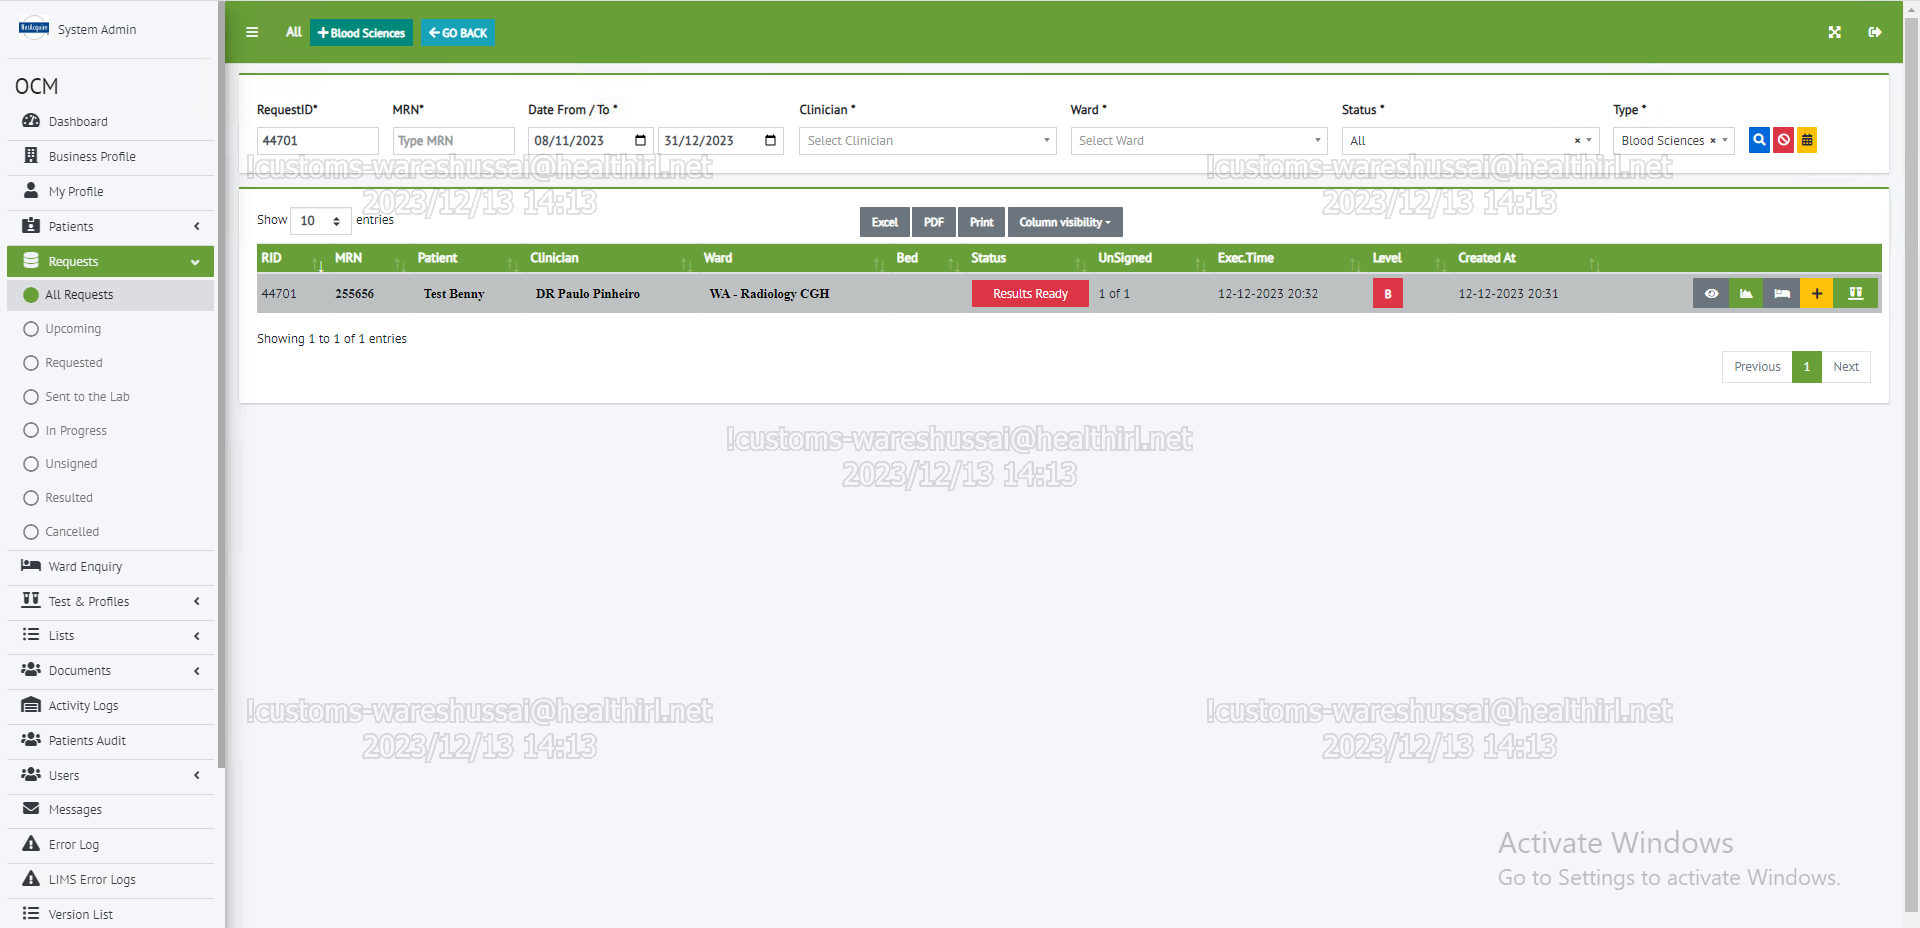 NetAcquire
System Admin
All
Blood Sciences
GO BACK
OCM
Dashboard
Business Profile
My Profile
Patients
Requests
All Requests
Upcoming
Requested
Sent to the Lab
In Progress
Unsigned
Resulted
Cancelled
Ward Enquiry
Test & Profiles
Lists
Documents
Activity Logs
Patients Audit
Users
Messages
Error Log
LIMS Error Logs
Version List
RequestID* MRN* Date From / To * Clinician * Ward * Status * Type *
44701 Type MRN 08/11/2023 31/12/2023 Select Clinician Select Ward All × Blood Sciences ×
!customs-wareshussai@healthirl.net !customs-wareshussai@healthirl.net
2023/12/13 14:13 2023/12/13 14:13
Show 10 entries
Excel PDF Print Column visibility
RID MRN Patient Clinician Ward Bed Status UnSigned Exec.Time Level Created At
44701 255656 Test Benny DR Paulo Pinheiro WA - Radiology CGH Results Ready 1 of 1 12-12-2023 20:32 B 12-12-2023 20:31
Showing 1 to 1 of 1 entries
Previous 1 Next
!customs-wareshussai@healthirl.net
2023/12/13 14:13
!customs-wareshussai@healthirl.net !customs-wareshussai@healthirl.net
2023/12/13 14:13 2023/12/13 14:13
Activate Windows
Go to Settings to activate Windows.